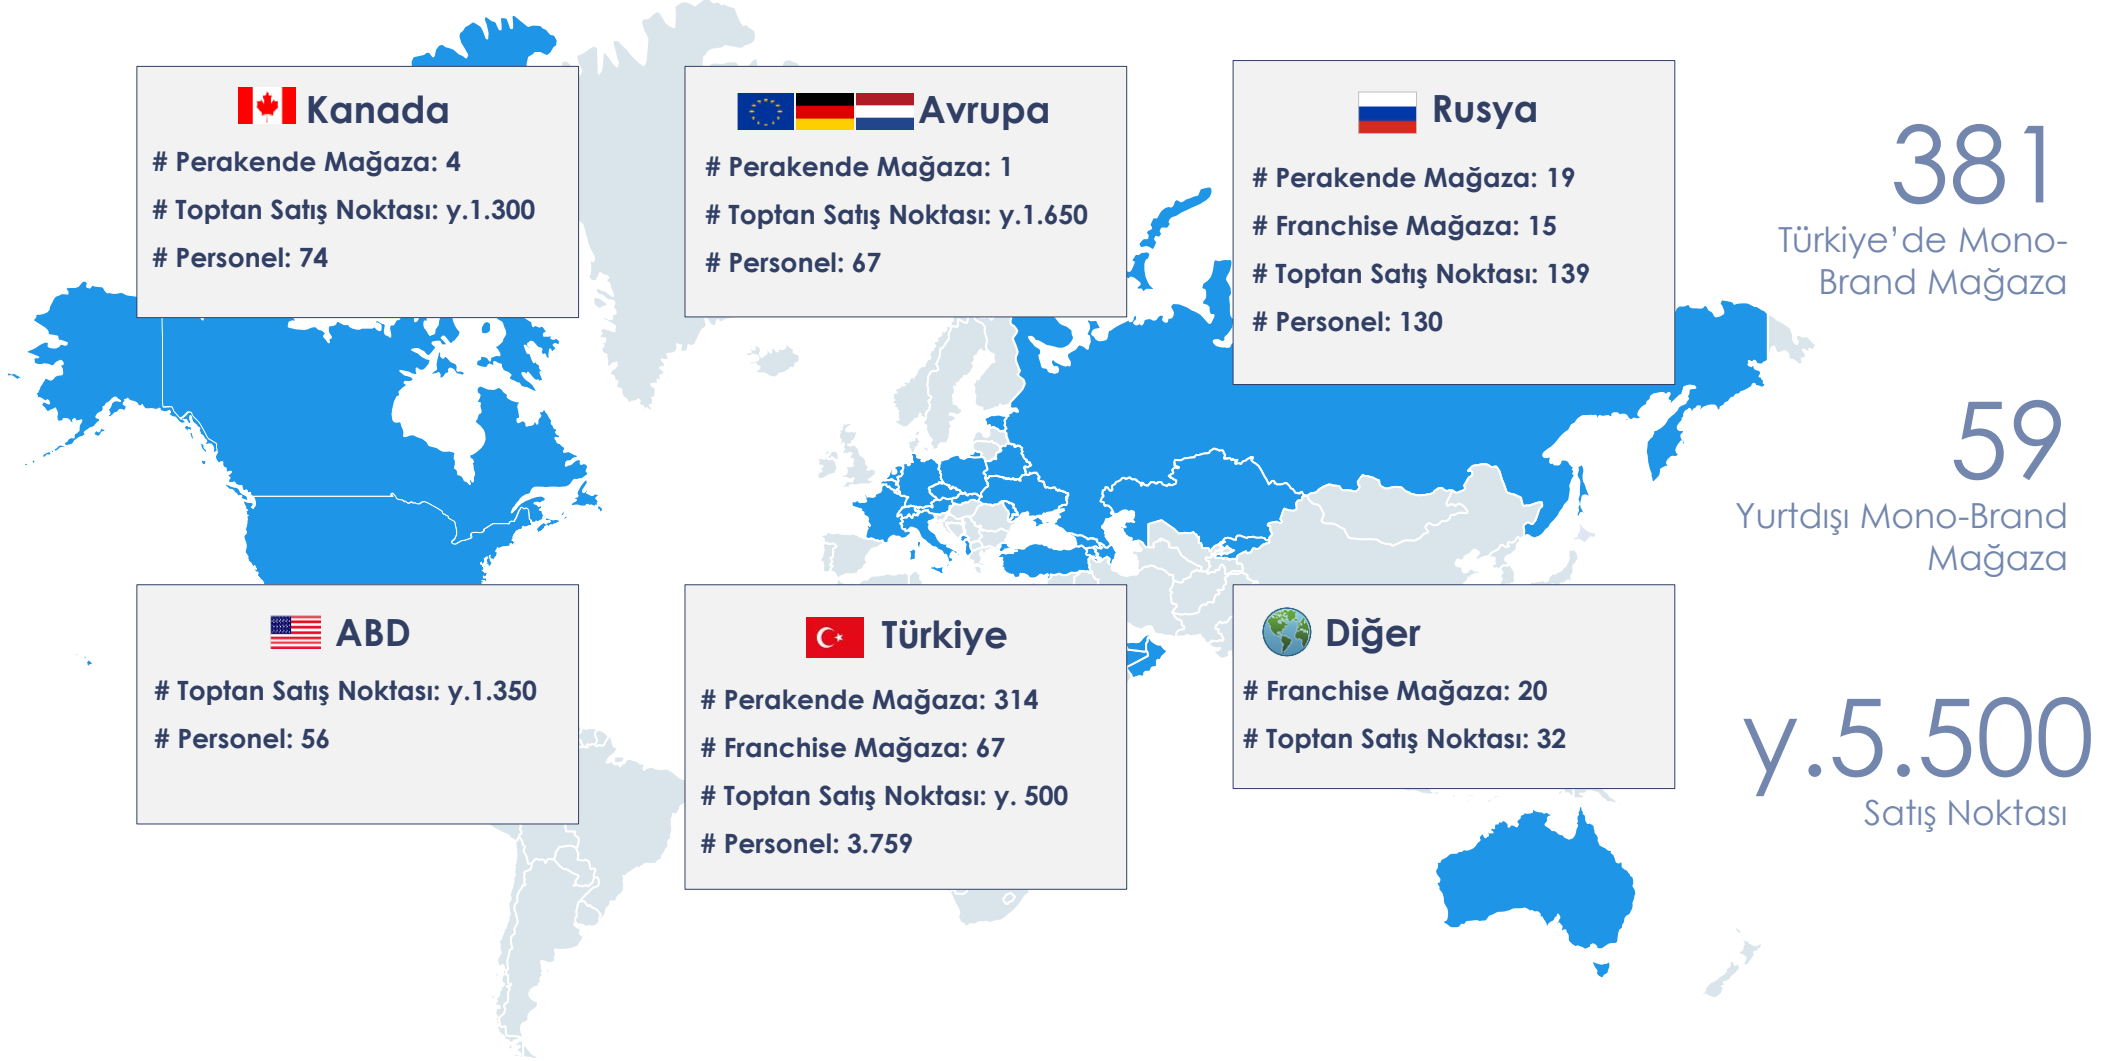 Kanada
# Perakende Mağaza: 4
# Toptan Satış Noktası: y.1.300
# Personel: 74
Avrupa
# Perakende Mağaza: 1
# Toptan Satış Noktası: y.1.650
# Personel: 67
Rusya
# Perakende Mağaza: 19
# Franchise Mağaza: 15
# Toptan Satış Noktası: 139
# Personel: 130
ABD
# Toptan Satış Noktası: y.1.350
# Personel: 56
Türkiye
# Perakende Mağaza: 314
# Franchise Mağaza: 67
# Toptan Satış Noktası: y. 500
# Personel: 3.759
Diğer
# Franchise Mağaza: 20
# Toptan Satış Noktası: 32
381
Türkiye’de Mono-
Brand Mağaza
59
Yurtdışı Mono-Brand
Mağaza
y.5.500
Satış Noktası